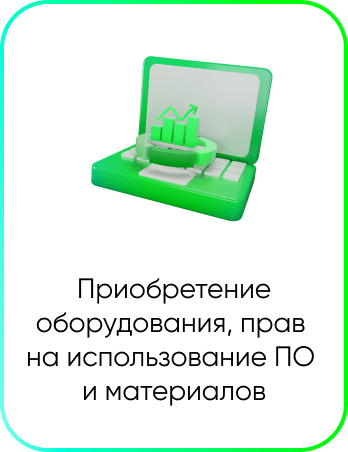 Приобретение
оборудования, прав
на использование ПО
и материалов